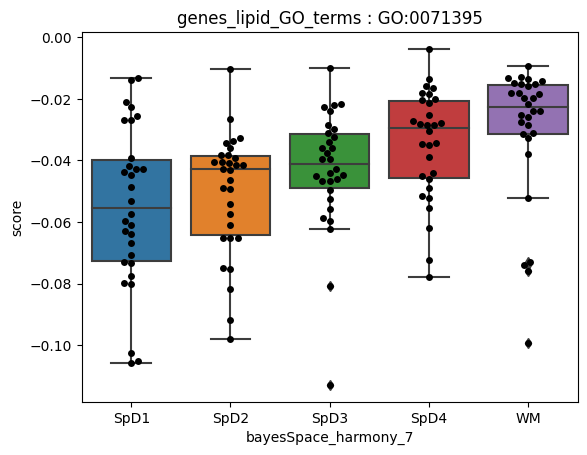 genes_lipid_GO_terms : GO:0071395
0.00
−0.02
−0.04
−0.06
−0.08
−0.10
score
SpD1 SpD2 SpD3 SpD4 WM
bayesSpace_harmony_7